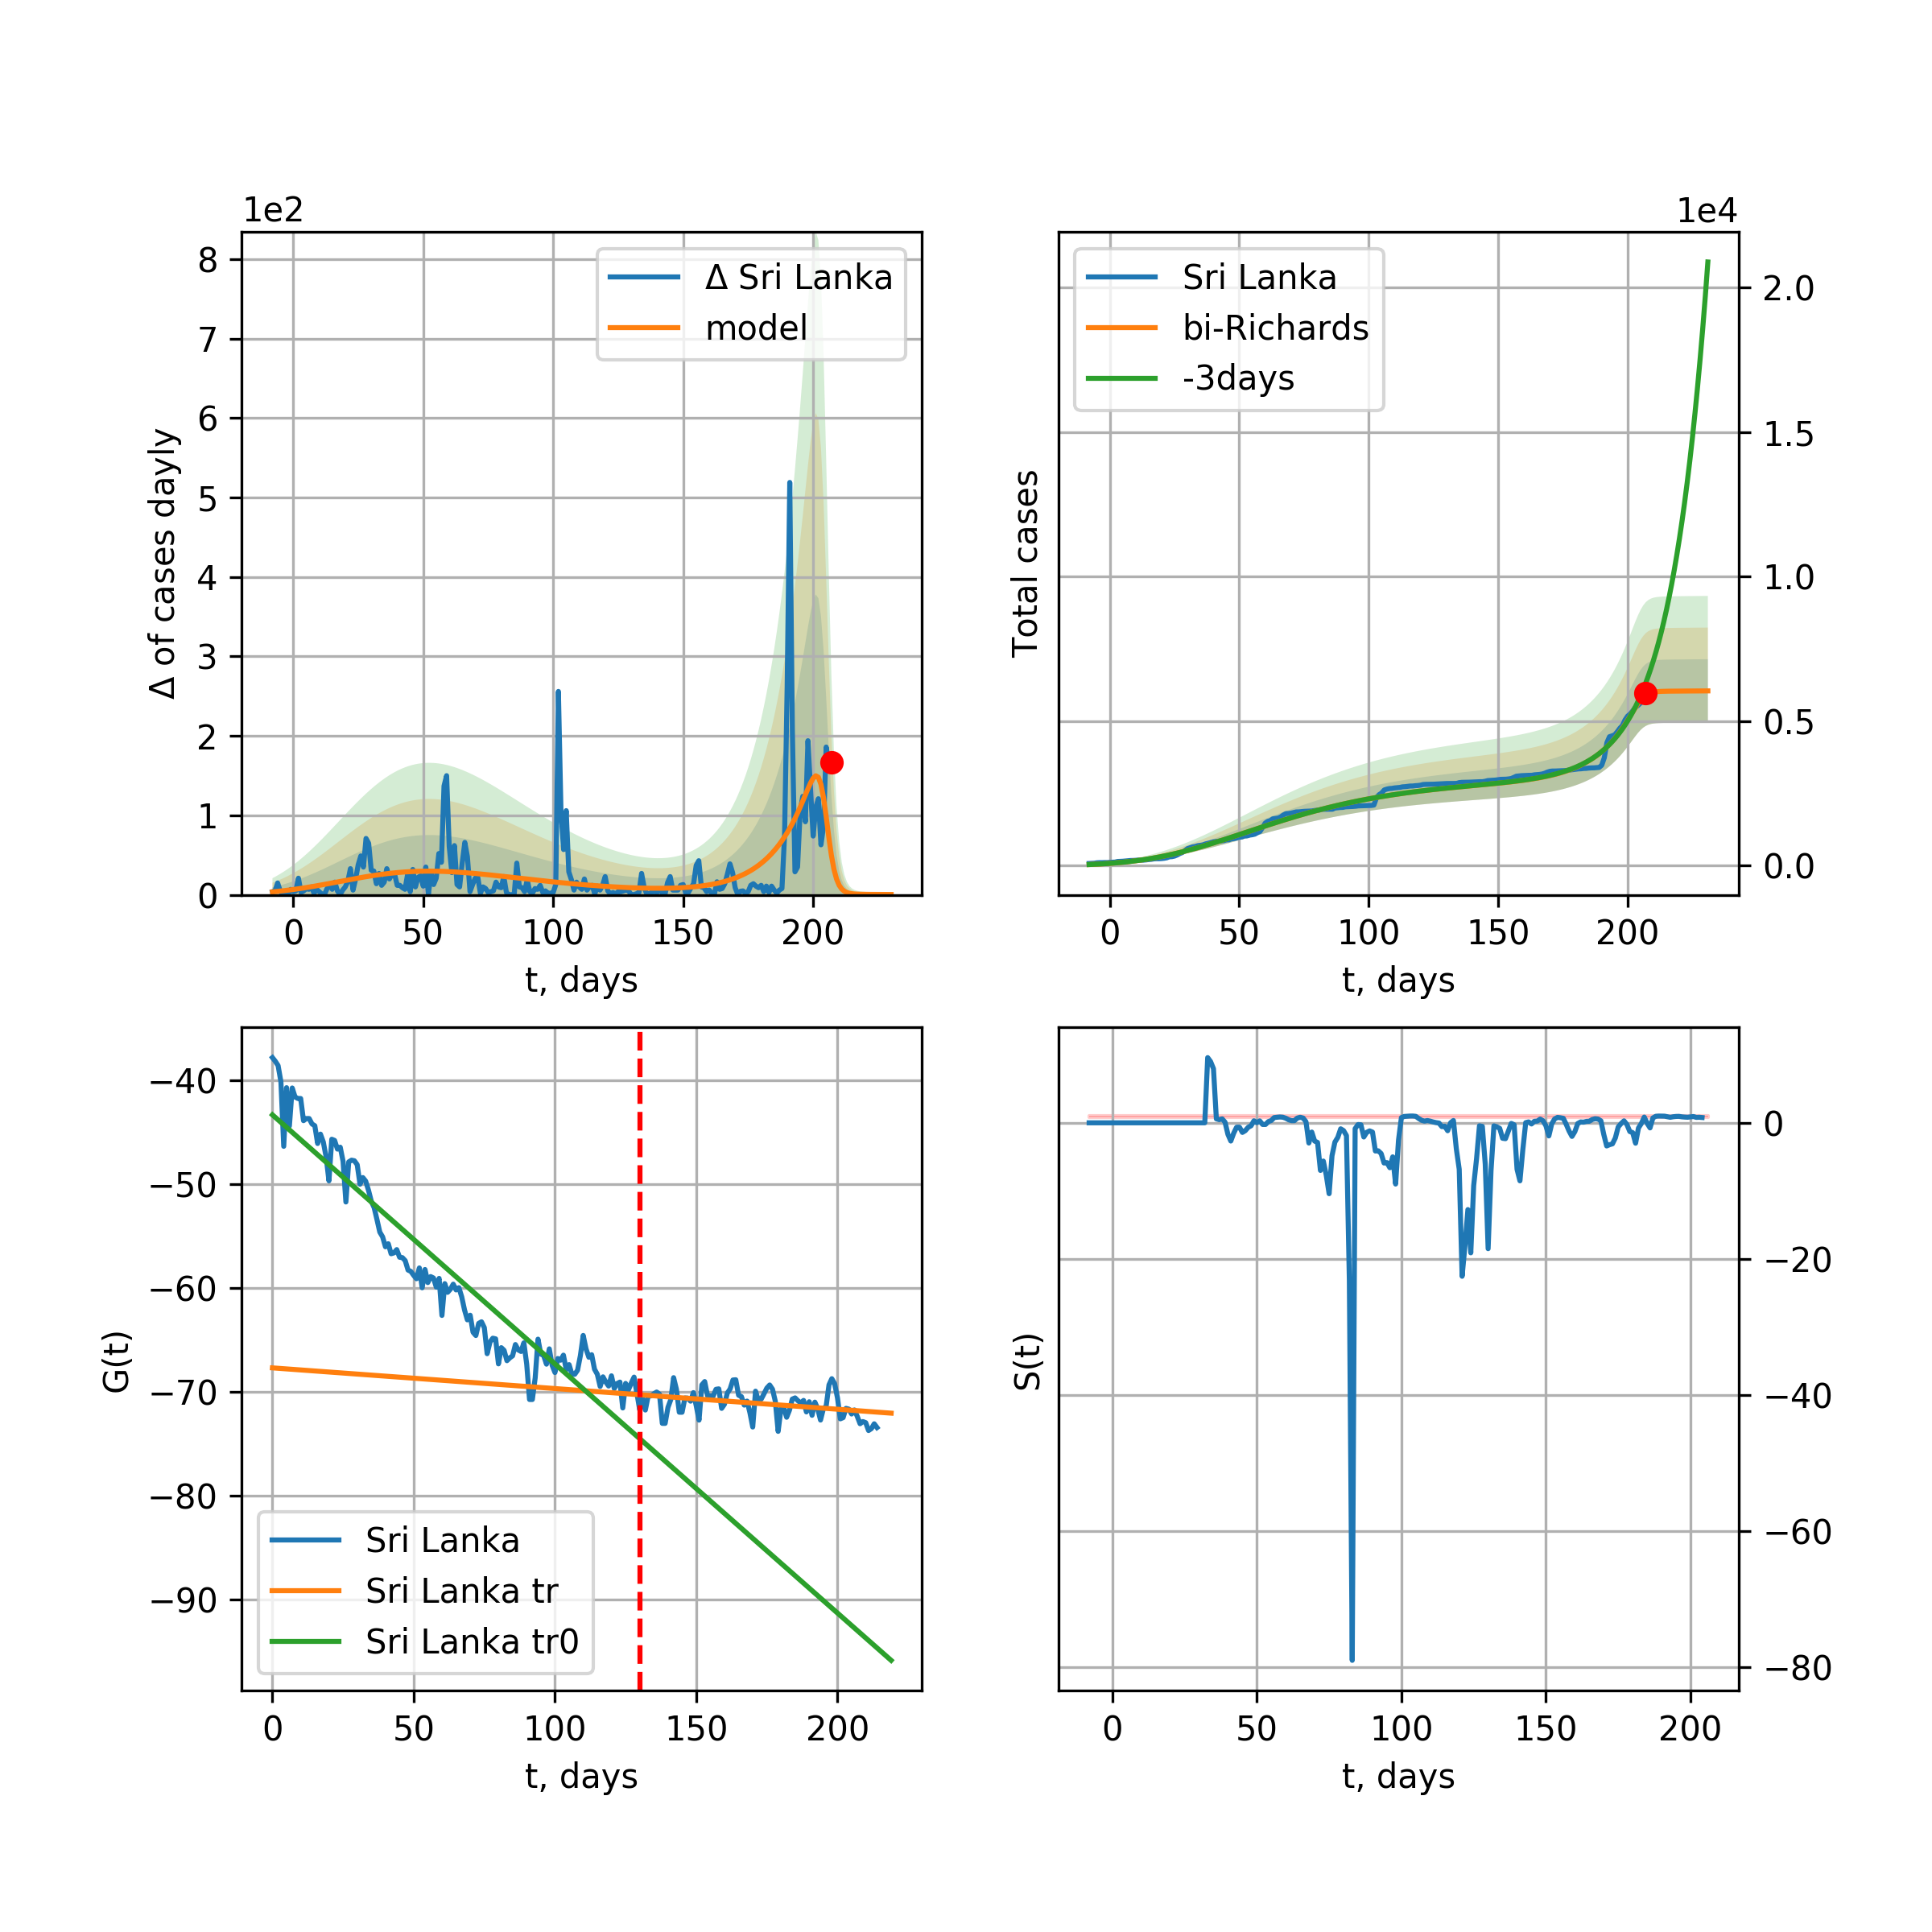 1e2
8
7
6
5
4
3
2
1
0
Δ of cases dayly
0 50 100 150 200
t, days
Δ Sri Lanka
model
1e4
2.0
1.5
1.0
0.5
0.0
Total cases
0 50 100 150 200
t, days
Sri Lanka
bi-Richards
-3days
−40
−50
−60
−70
−80
−90
G(t)
0 50 100 150 200
t, days
Sri Lanka
Sri Lanka tr
Sri Lanka tr0
0
−20
−40
−60
−80
S(t)
0 50 100 150 200
t, days